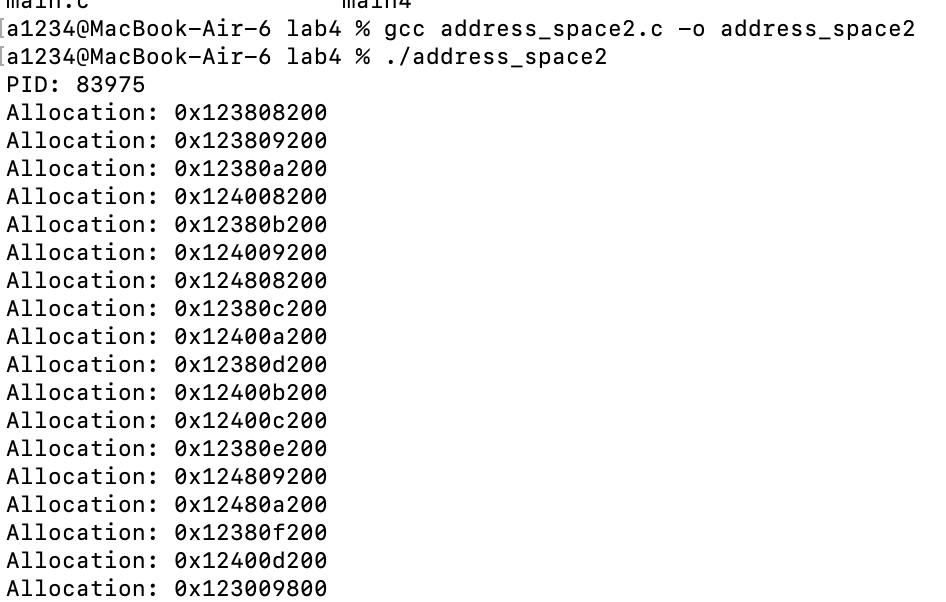 main.c main4
[a1234@MacBook-Air-6 lab4 % gcc address_space2.c -o address_space2
[a1234@MacBook-Air-6 lab4 % ./address_space2
PID: 83975
Allocation: 0x123808200
Allocation: 0x123809200
Allocation: 0x12380a200
Allocation: 0x124008200
Allocation: 0x12380b200
Allocation: 0x124009200
Allocation: 0x124808200
Allocation: 0x12380c200
Allocation: 0x12400a200
Allocation: 0x12380d200
Allocation: 0x12400b200
Allocation: 0x12400c200
Allocation: 0x12380e200
Allocation: 0x124809200
Allocation: 0x12480a200
Allocation: 0x12380f200
Allocation: 0x12400d200
Allocation: 0x123009800